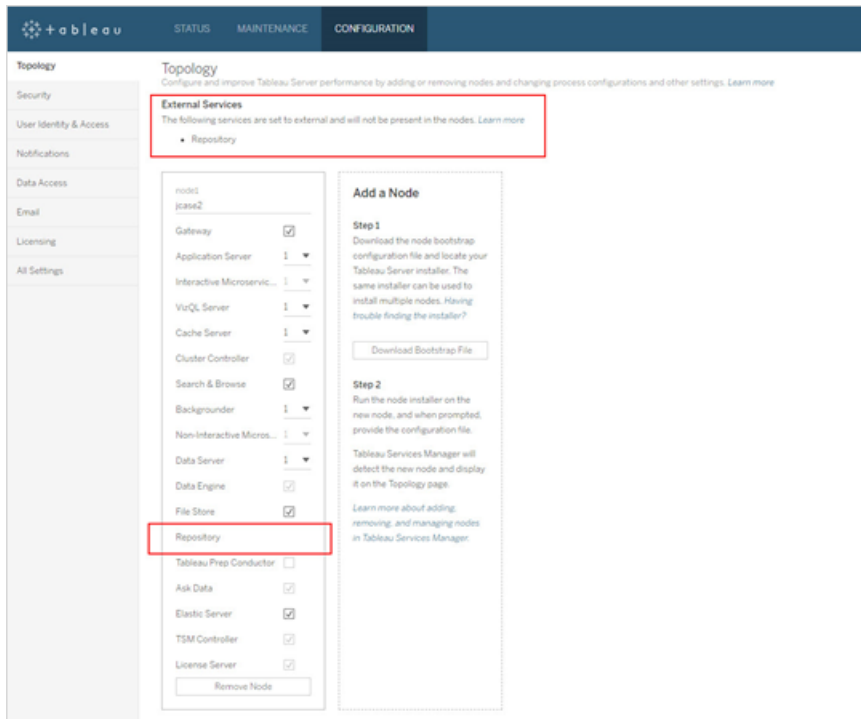 +ableau
STATUS
MAINTENANCE
CONFIGURATION
Topology
Security
User Identity & Access
Notifications
Data Access
Email
Licensing
All Settings
Topology
Configure and improve Tableau Server performance by adding or removing nodes and changing process configurations and other settings. Learn more
External Services
The following services are set to external and will not be present in the nodes. Learn more
• Repository
node1
jcase2
Gateway
Application Server 1
Interactive Microservic... 1
VizQL Server 1
Cache Server 1
Cluster Controller
Search & Browse
Backgrounder 1
Non-Interactive Micros... 1
Data Server 1
Data Engine
File Store
Repository
Tableau Prep Conductor
Ask Data
Elastic Server
TSM Controller
License Server
Remove Node
Add a Node
Step 1
Download the node bootstrap
configuration file and locate your
Tableau Server installer. The
same installer can be used to
install multiple nodes. Having
trouble finding the installer?
Download Bootstrap File
Step 2
Run the node installer on the
new node, and when prompted,
provide the configuration file.
Tableau Services Manager will
detect the new node and display
it on the Topology page.
Learn more about adding,
removing, and managing nodes
in Tableau Services Manager.